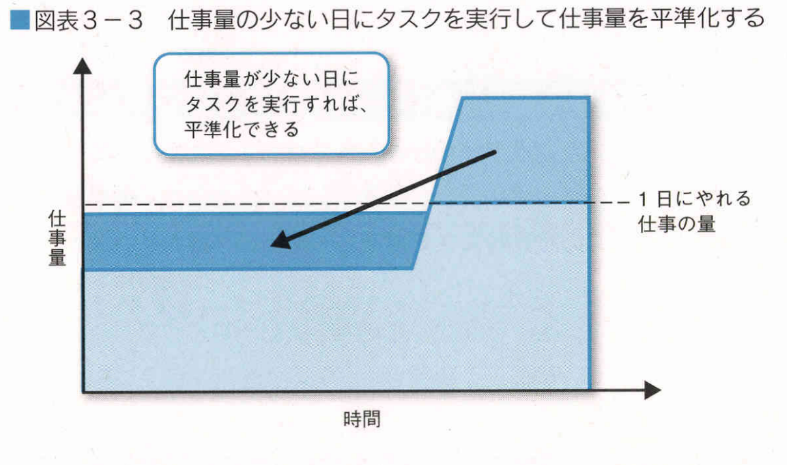 ■図表3－3　仕事量の少ない日にタスクを実行して仕事量を平準化する
仕事量が少ない日に
タスクを実行すれば、
平準化できる
1日にやれる
仕事の量
仕事量
時間